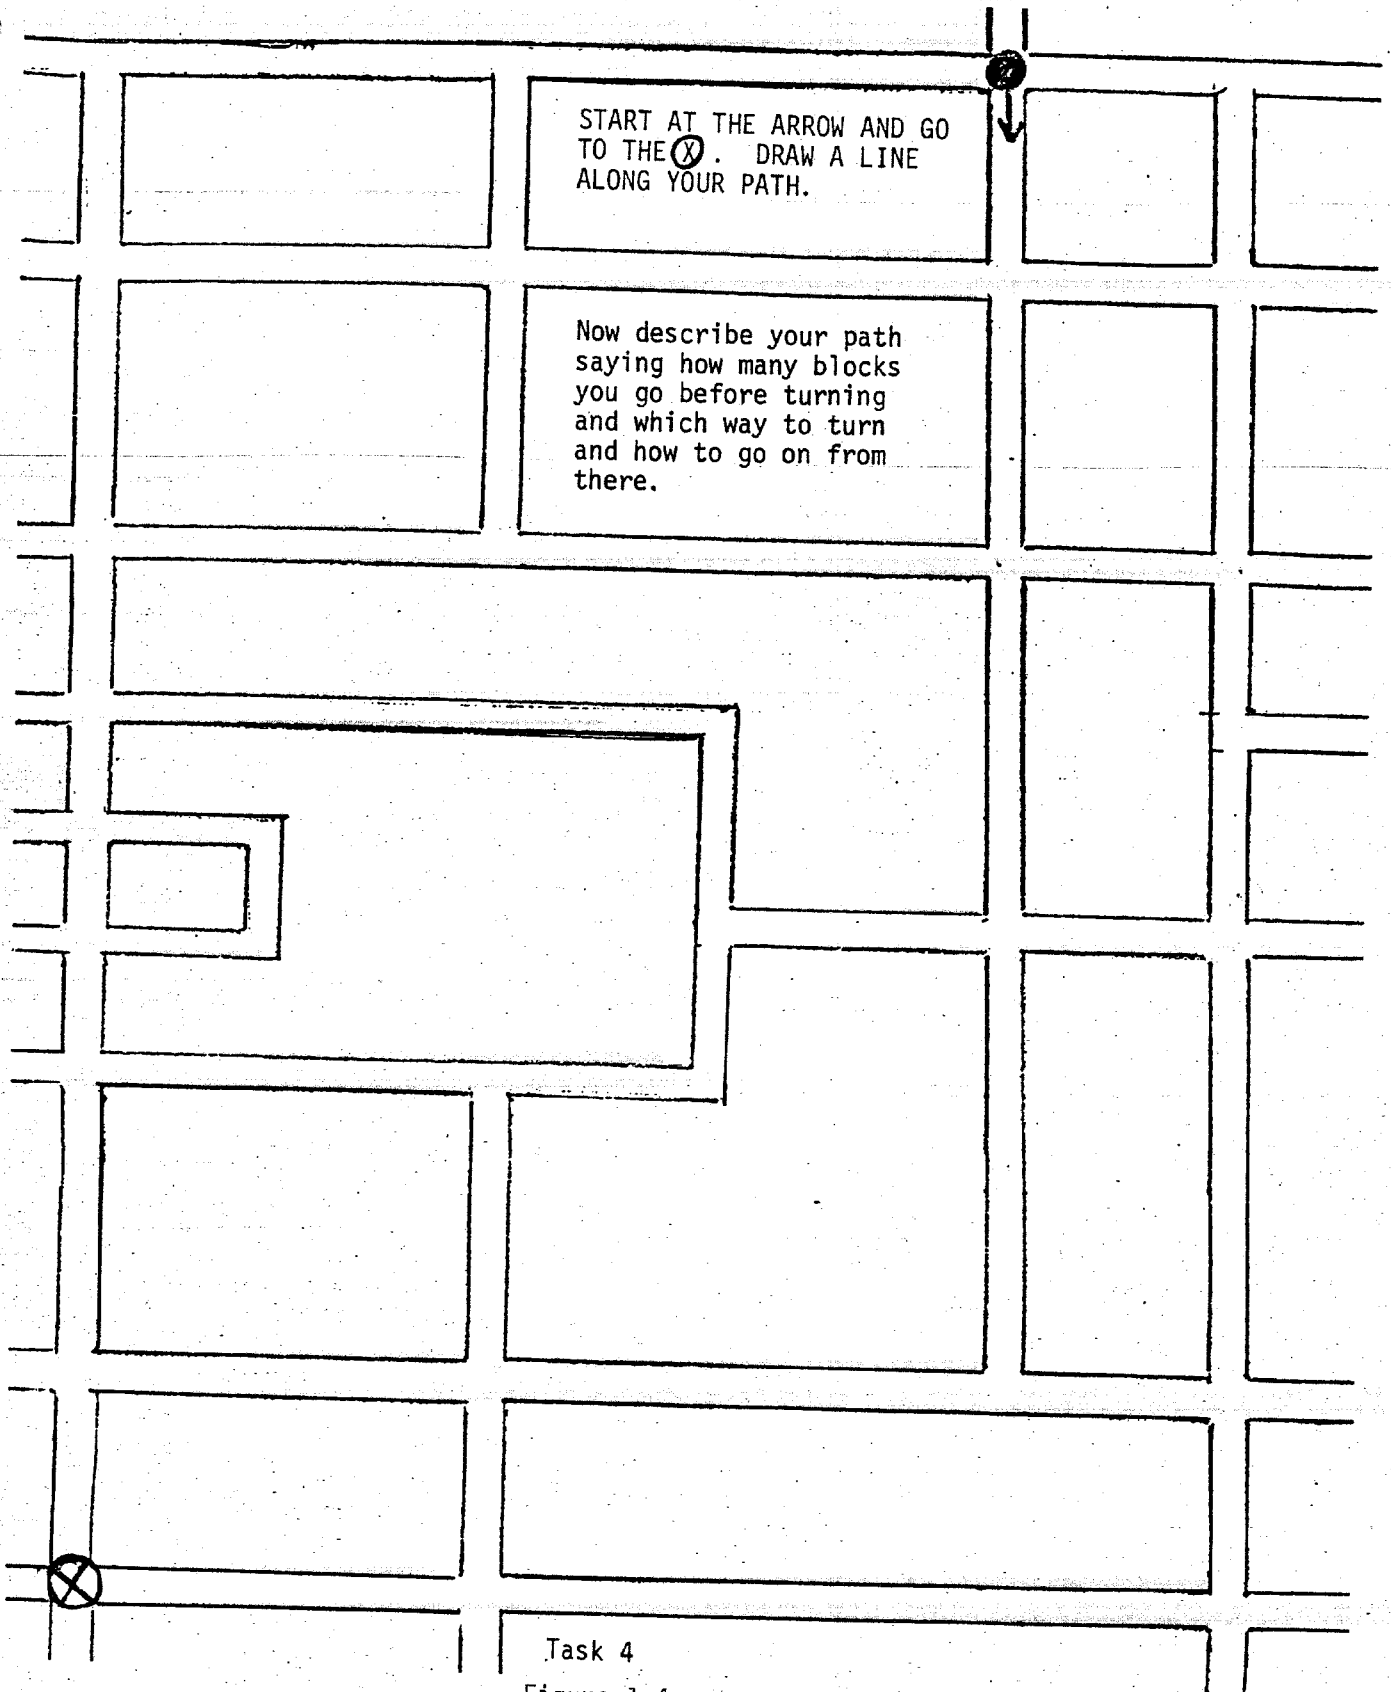 START AT THE ARROW AND GO
TO THE Ⓧ. DRAW A LINE
ALONG YOUR PATH.
Now describe your path
saying how many blocks
you go before turning
and which way to turn
and how to go on from
there.
Task 4